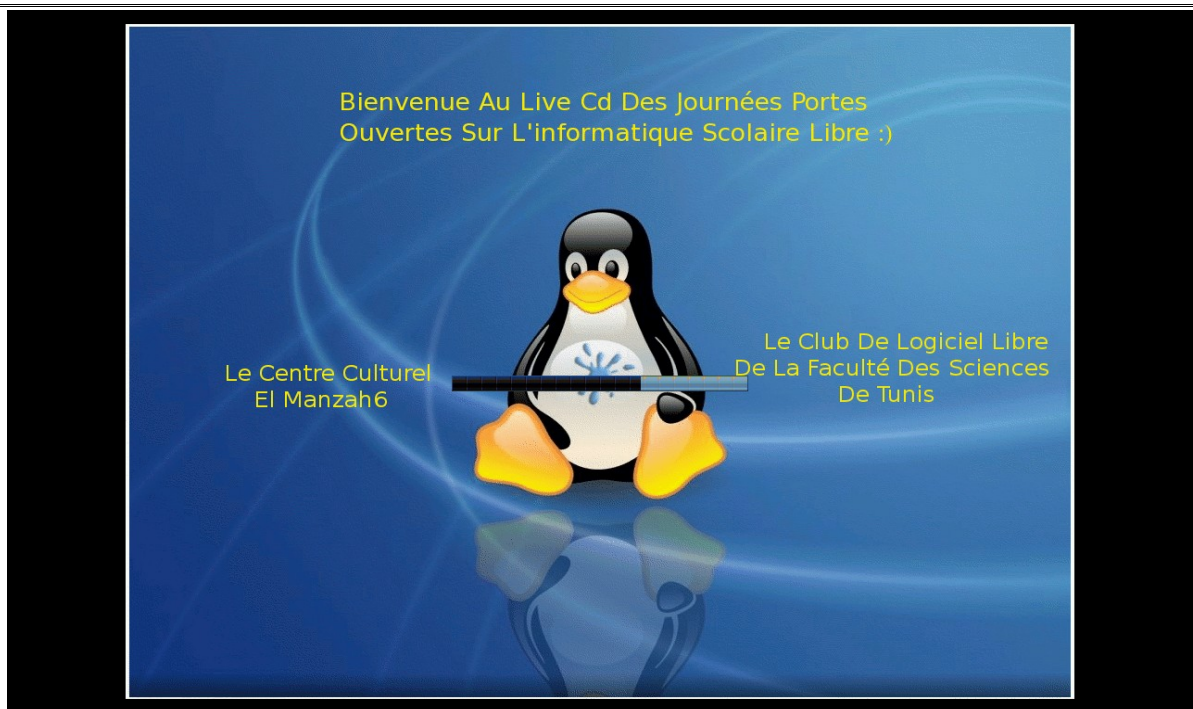 Bienvenue Au Live Cd Des Journées Portes
Ouvertes Sur L'informatique Scolaire Libre :)
Le Centre Culturel
El Manzah6
Le Club De Logiciel Libre
De La Faculté Des Sciences
De Tunis